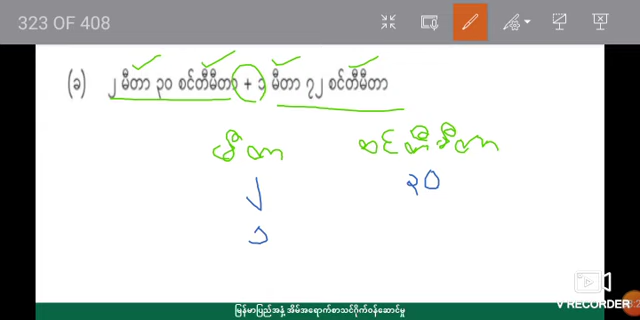 323 OF 408
(ခ) ၂ မီတာ ၃၀ စင်တီမီတာ + ၁ မီတာ ၇၂ စင်တီမီတာ
မီတာ စင်တီမီတာ
၂ ၃၀
၁
V RECORDER
မြန်မာပြည်အနှံ့ အိမ်အရောက်စာသင်ဂိုက်ဝန်ဆောင်မှု